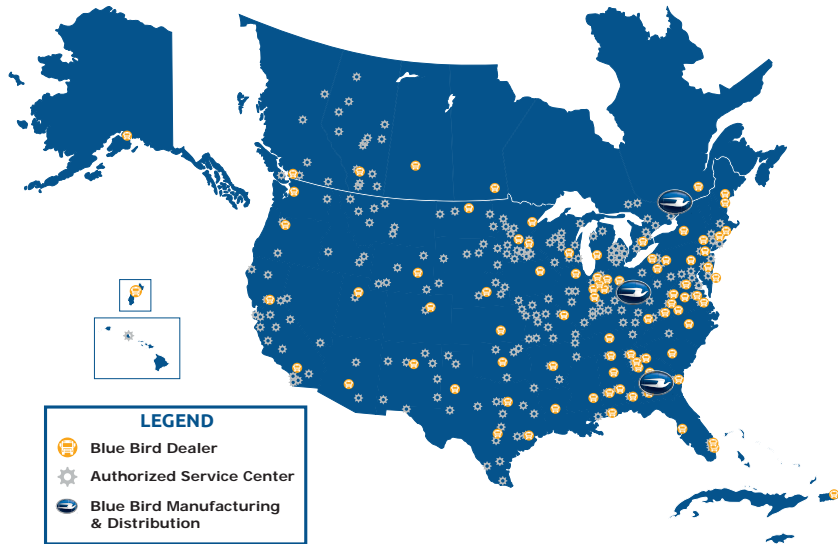 LEGEND
Blue Bird Dealer
Authorized Service Center
Blue Bird Manufacturing
& Distribution